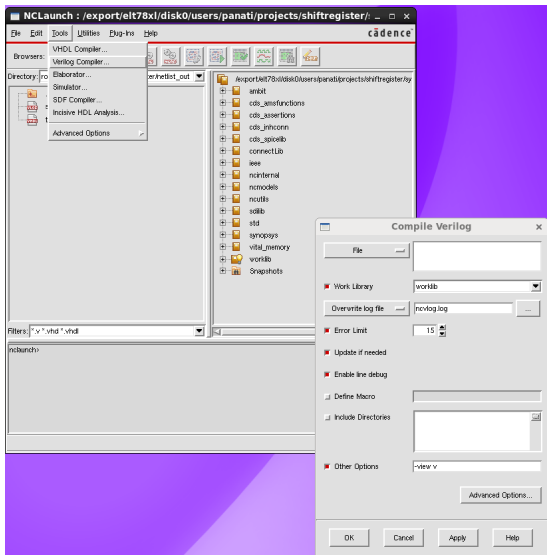 NCLaunch : /export/elt78xl/disk0/users/panati/projects/shiftregister/
File Edit Tools Utilities Plug-Ins Help
cādence
Browsers:
VHDL Compiler...
Verilog Compiler...
Elaborator...
Simulator...
SDF Compiler...
Incisive HDL Analysis...
Advanced Options
Directory: ro
ter/netlist_out
/export/elt78xl/disk0/users/panati/projects/shiftregister/sy
ambit
cds_amsfunctions
cds_assertions
cds_inhconn
cds_spicelib
connectLib
ieee
ncinternal
ncmodels
ncutils
sdilib
std
synopsys
vital_memory
worklib
Snapshots
Filters: *.v *.vhd *.vhdl
nclaunch>
Compile Verilog
File
Work Library
worklib
Overwrite log file
ncvlog.log
...
Error Limit
15
Update if needed
Enable line debug
Define Macro
Include Directories
Other Options
-view v
Advanced Options...
OK Cancel Apply Help